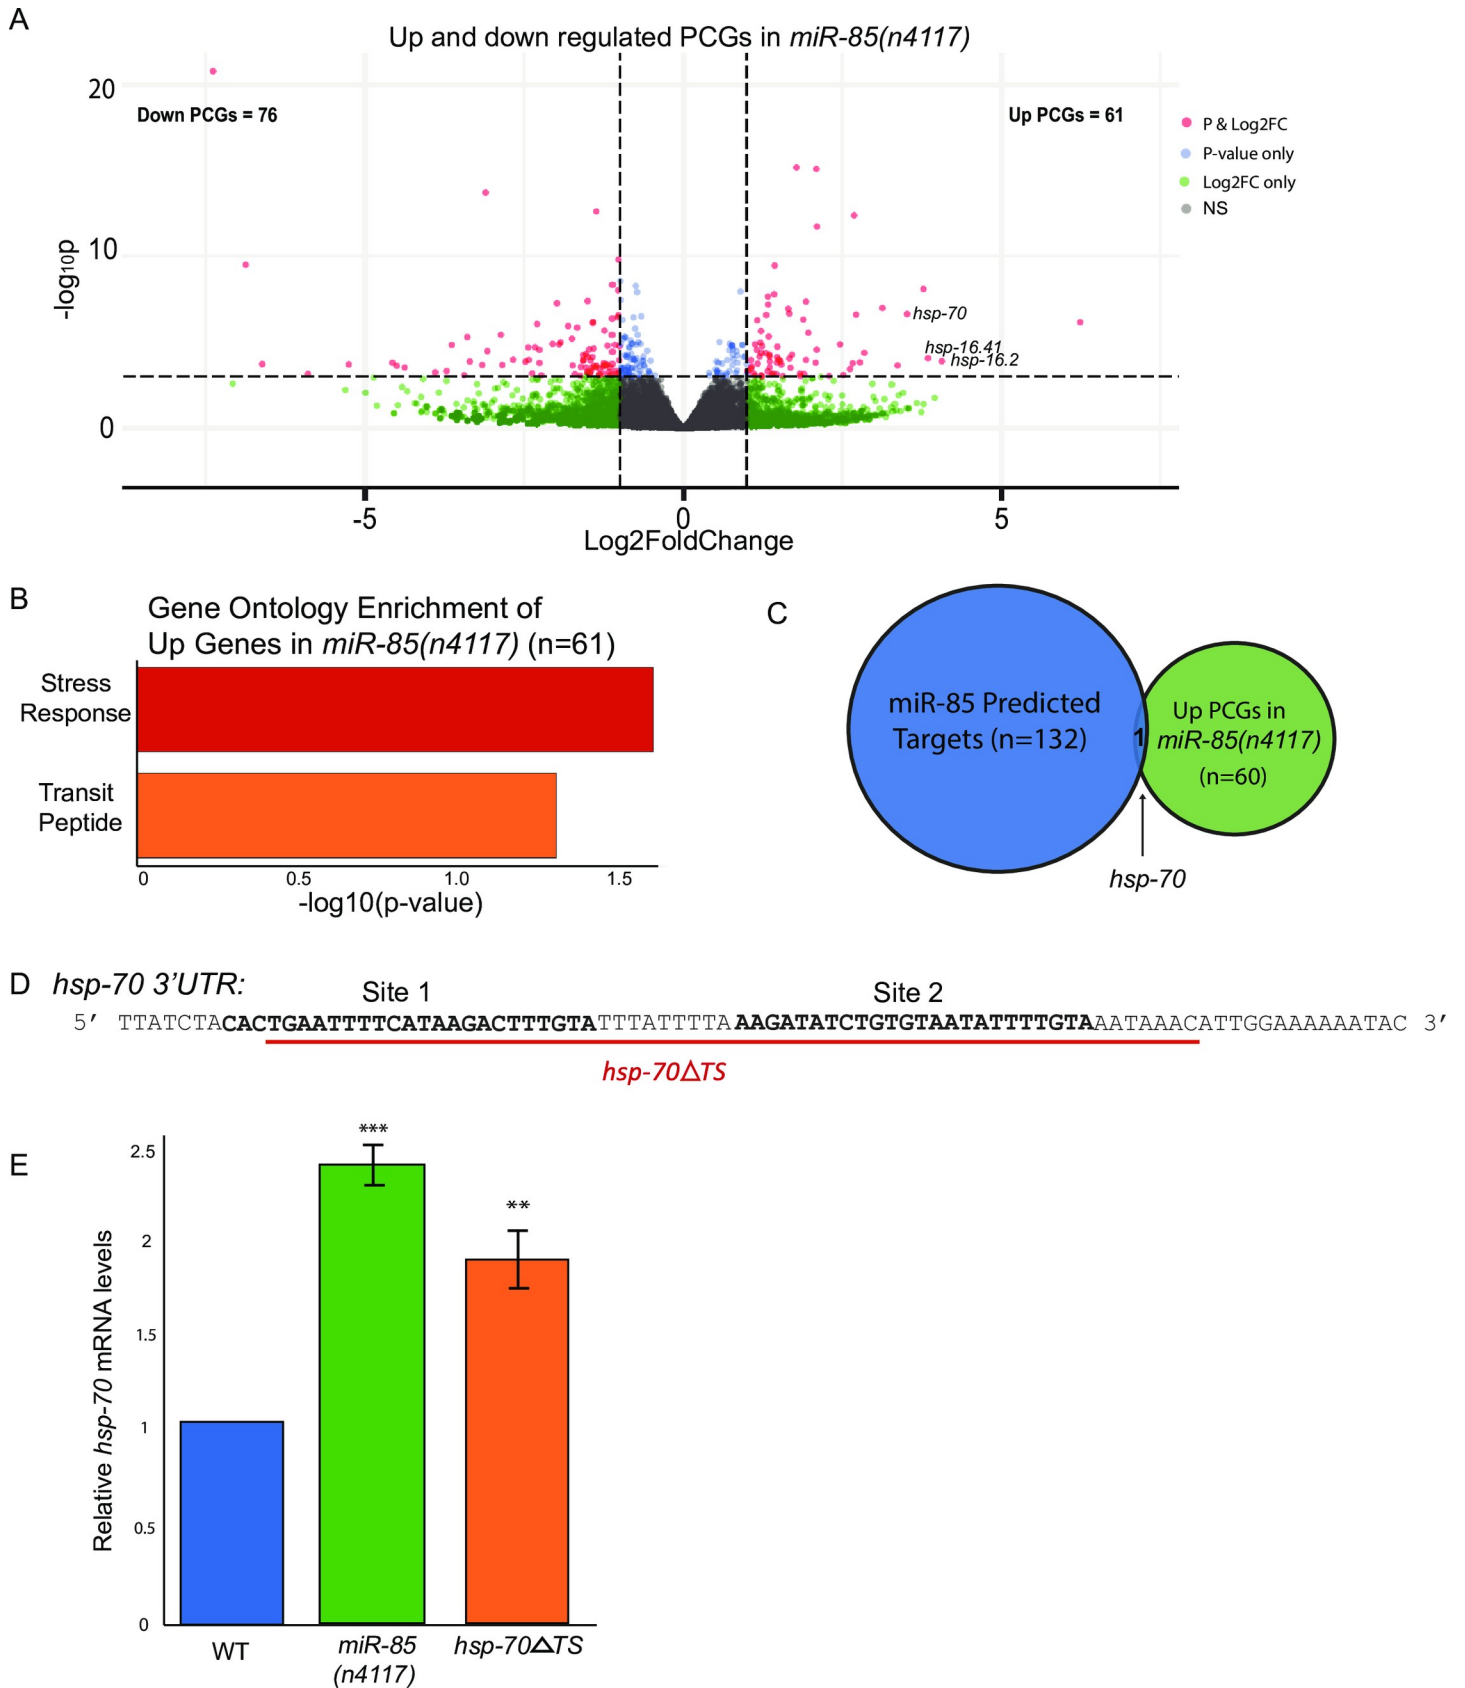 A
Up and down regulated PCGs in miR-85(n4117)
20
10
0
-log10p
Down PCGs = 76
Up PCGs = 61
P & Log2FC
P-value only
Log2FC only
NS
hsp-70
hsp-16.41
hsp-16.2
-5
0
5
Log2FoldChange
B
Gene Ontology Enrichment of
Up Genes in miR-85(n4117) (n=61)
Stress
Response
Transit
Peptide
0
0.5
1.0
1.5
-log10(p-value)
C
miR-85 Predicted
Targets (n=132)
1
Up PCGs in
miR-85(n4117)
(n=60)
hsp-70
D
hsp-70 3’UTR:
Site 1
Site 2
5’ TTATCTACACTGAATTTTCATAAGACTTTGTATTTATTTTAAAGATATCTGTGTAATATTTTGTAAATAAACATTGGAAAAAATAC 3’
hsp-70△TS
E
Relative hsp-70 mRNA levels
2.5
2
1.5
1
0.5
0
***
**
WT
miR-85
(n4117)
hsp-70△TS